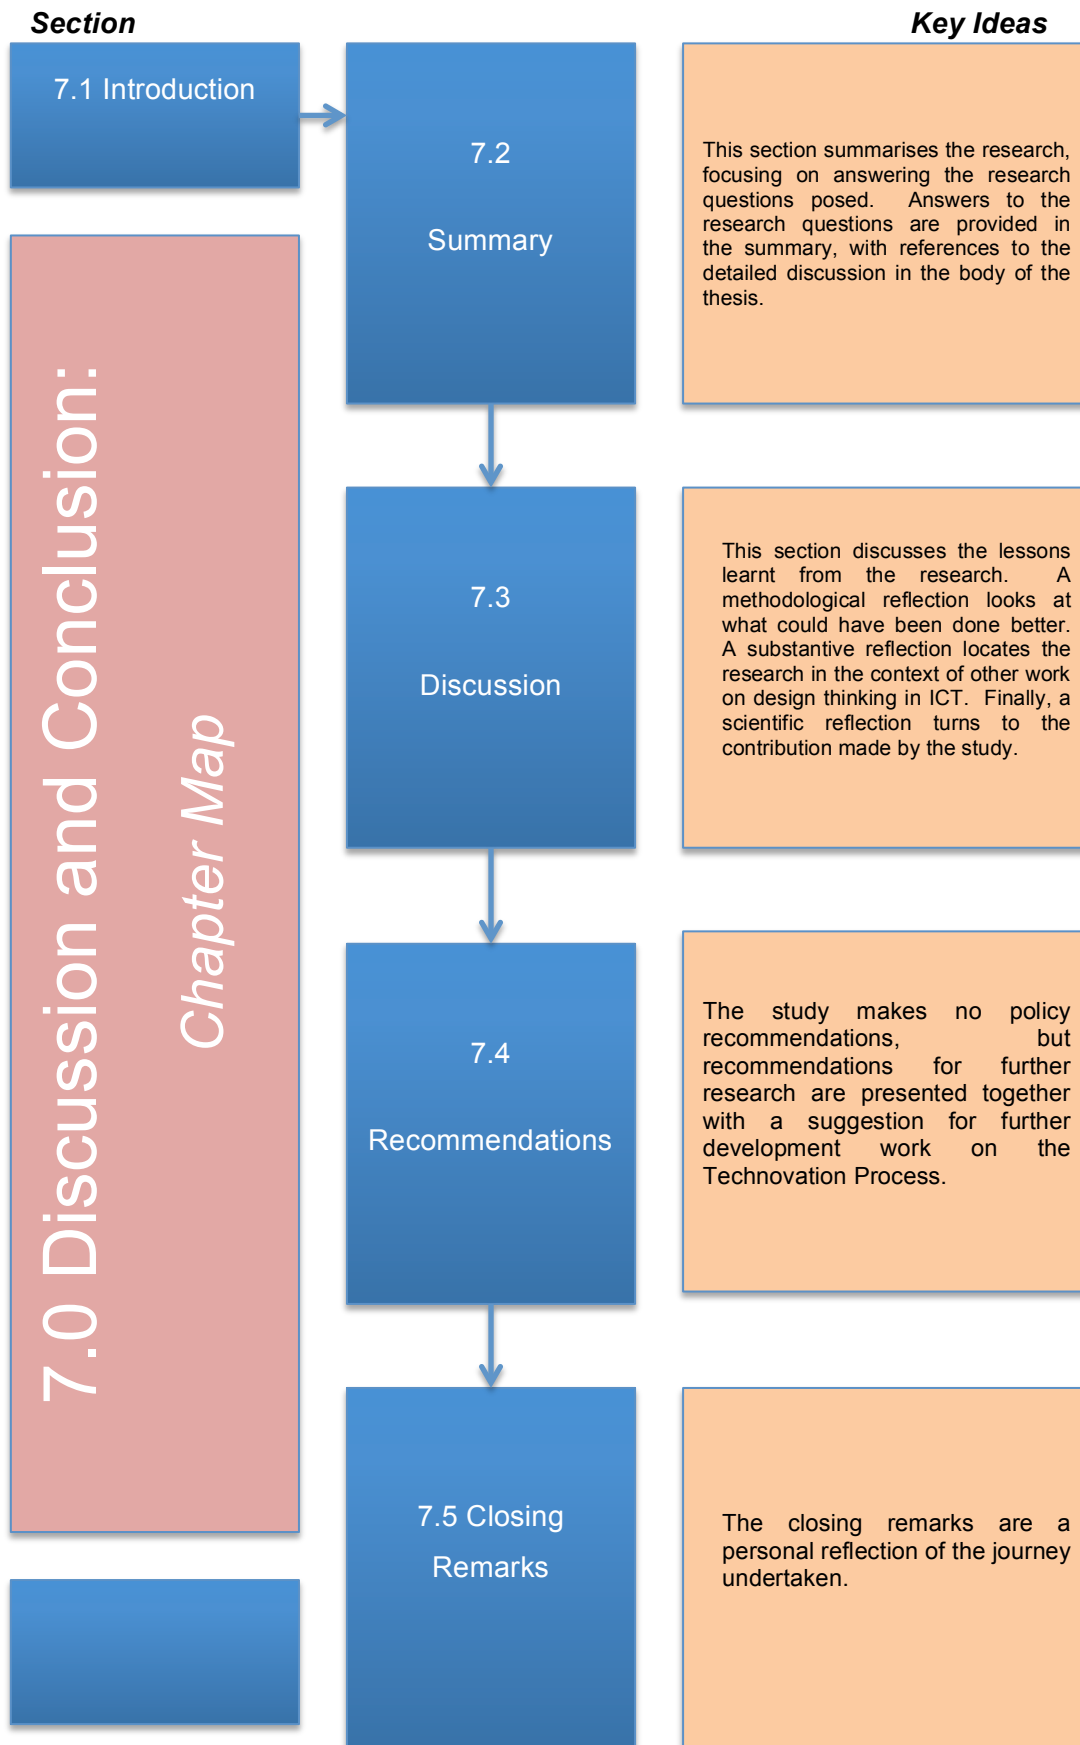 Section
Key Ideas
7.1 Introduction
7.2
Summary
This section summarises the research,
focusing on answering the research
questions posed. Answers to the
research questions are provided in
the summary, with references to the
detailed discussion in the body of the
thesis.
7.0 Discussion and Conclusion:
Chapter Map
7.3
Discussion
This section discusses the lessons
learnt from the research. A
methodological reflection looks at
what could have been done better.
A substantive reflection locates the
research in the context of other work
on design thinking in ICT. Finally, a
scientific reflection turns to the
contribution made by the study.
7.4
Recommendations
The study makes no policy
recommendations, but
recommendations for further
research are presented together
with a suggestion for further
development work on the
Technovation Process.
7.5 Closing
Remarks
The closing remarks are a
personal reflection of the journey
undertaken.